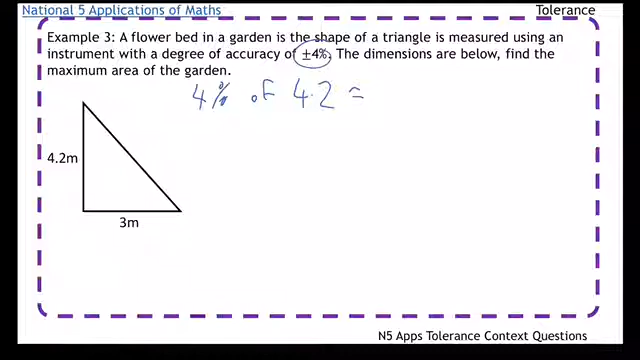 National 5 Applications of Maths Tolerance
Example 3: A flower bed in a garden is the shape of a triangle is measured using an
instrument with a degree of accuracy of ±4%. The dimensions are below, find the
maximum area of the garden.
4% of 4.2 =
4.2m
3m
N5 Apps Tolerance Context Questions